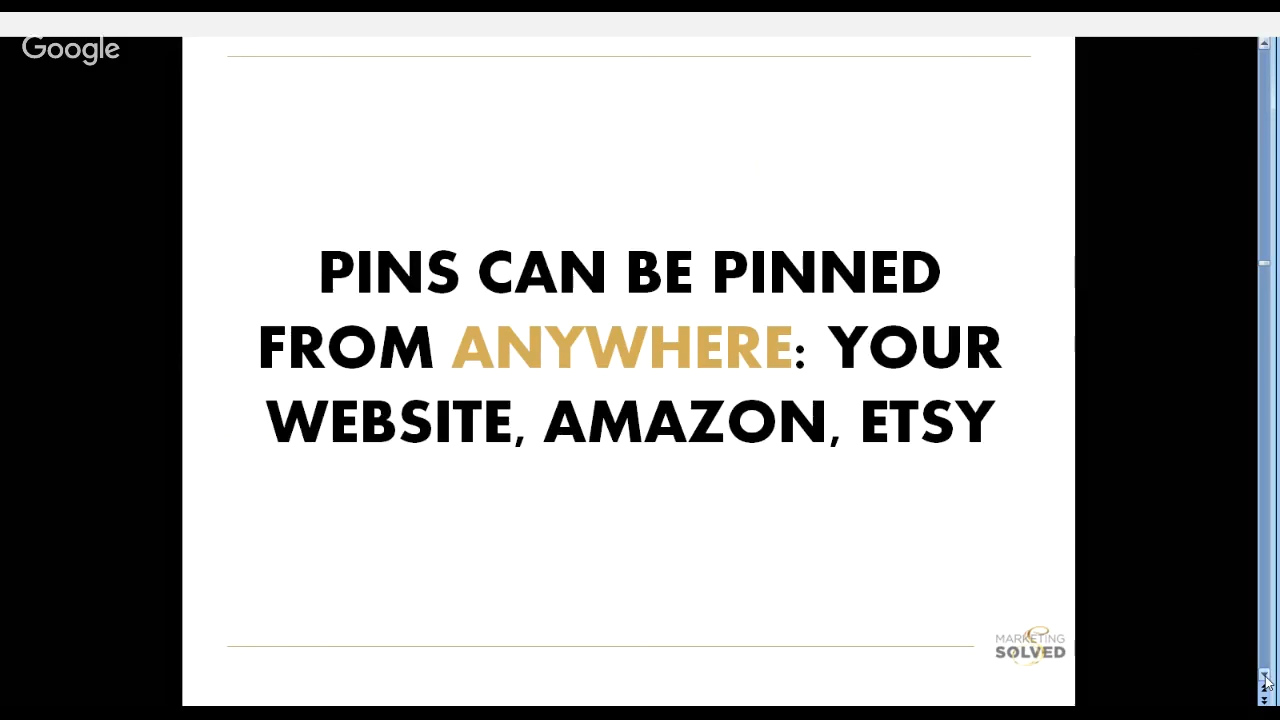 Google
PINS CAN BE PINNED
FROM ANYWHERE: YOUR
WEBSITE, AMAZON, ETSY
MARKETING
SOLVED